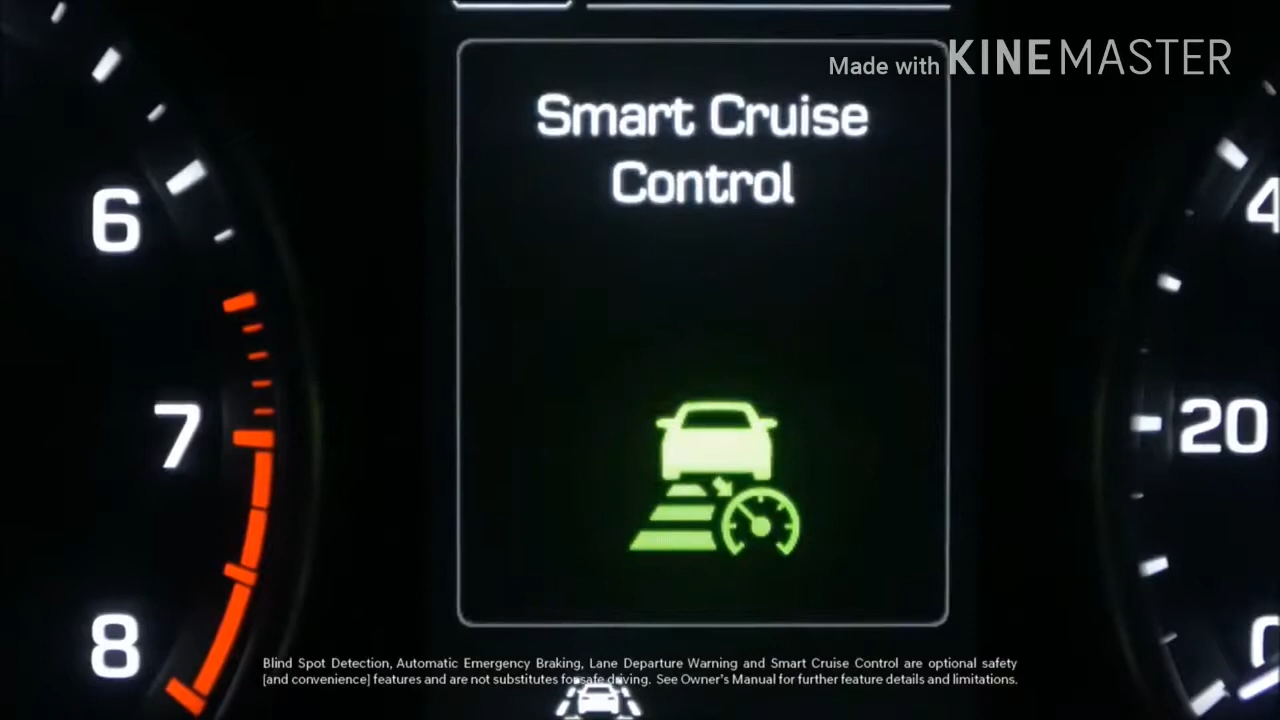 Made with KINEMASTER
Smart Cruise
Control
6
7
8
4
20
0
Blind Spot Detection, Automatic Emergency Braking, Lane Departure Warning and Smart Cruise Control are optional safety
[and convenience] features and are not substitutes for safe driving. See Owner's Manual for further feature details and limitations.